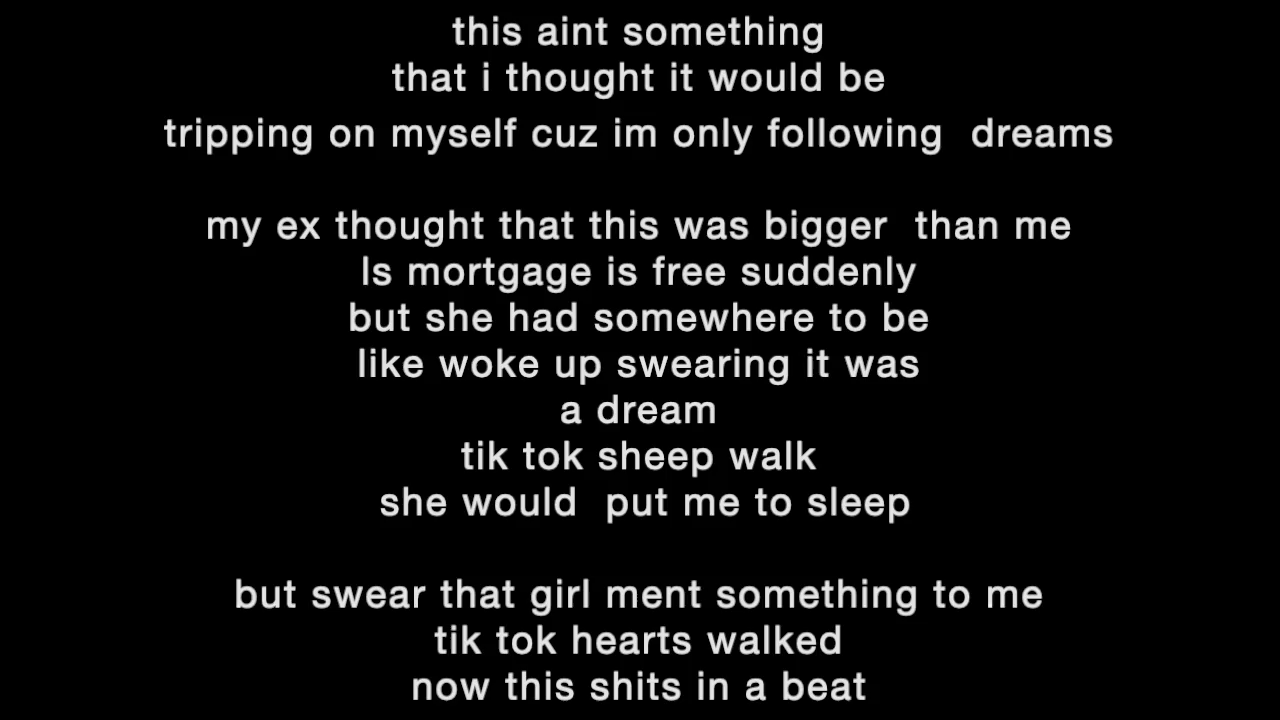 this aint something
that i thought it would be
tripping on myself cuz im only following  dreams
my ex thought that this was bigger  than me
Is mortgage is free suddenly
but she had somewhere to be
like woke up swearing it was
a dream
tik tok sheep walk
she would  put me to sleep
but swear that girl ment something to me
tik tok hearts walked
now this shits in a beat